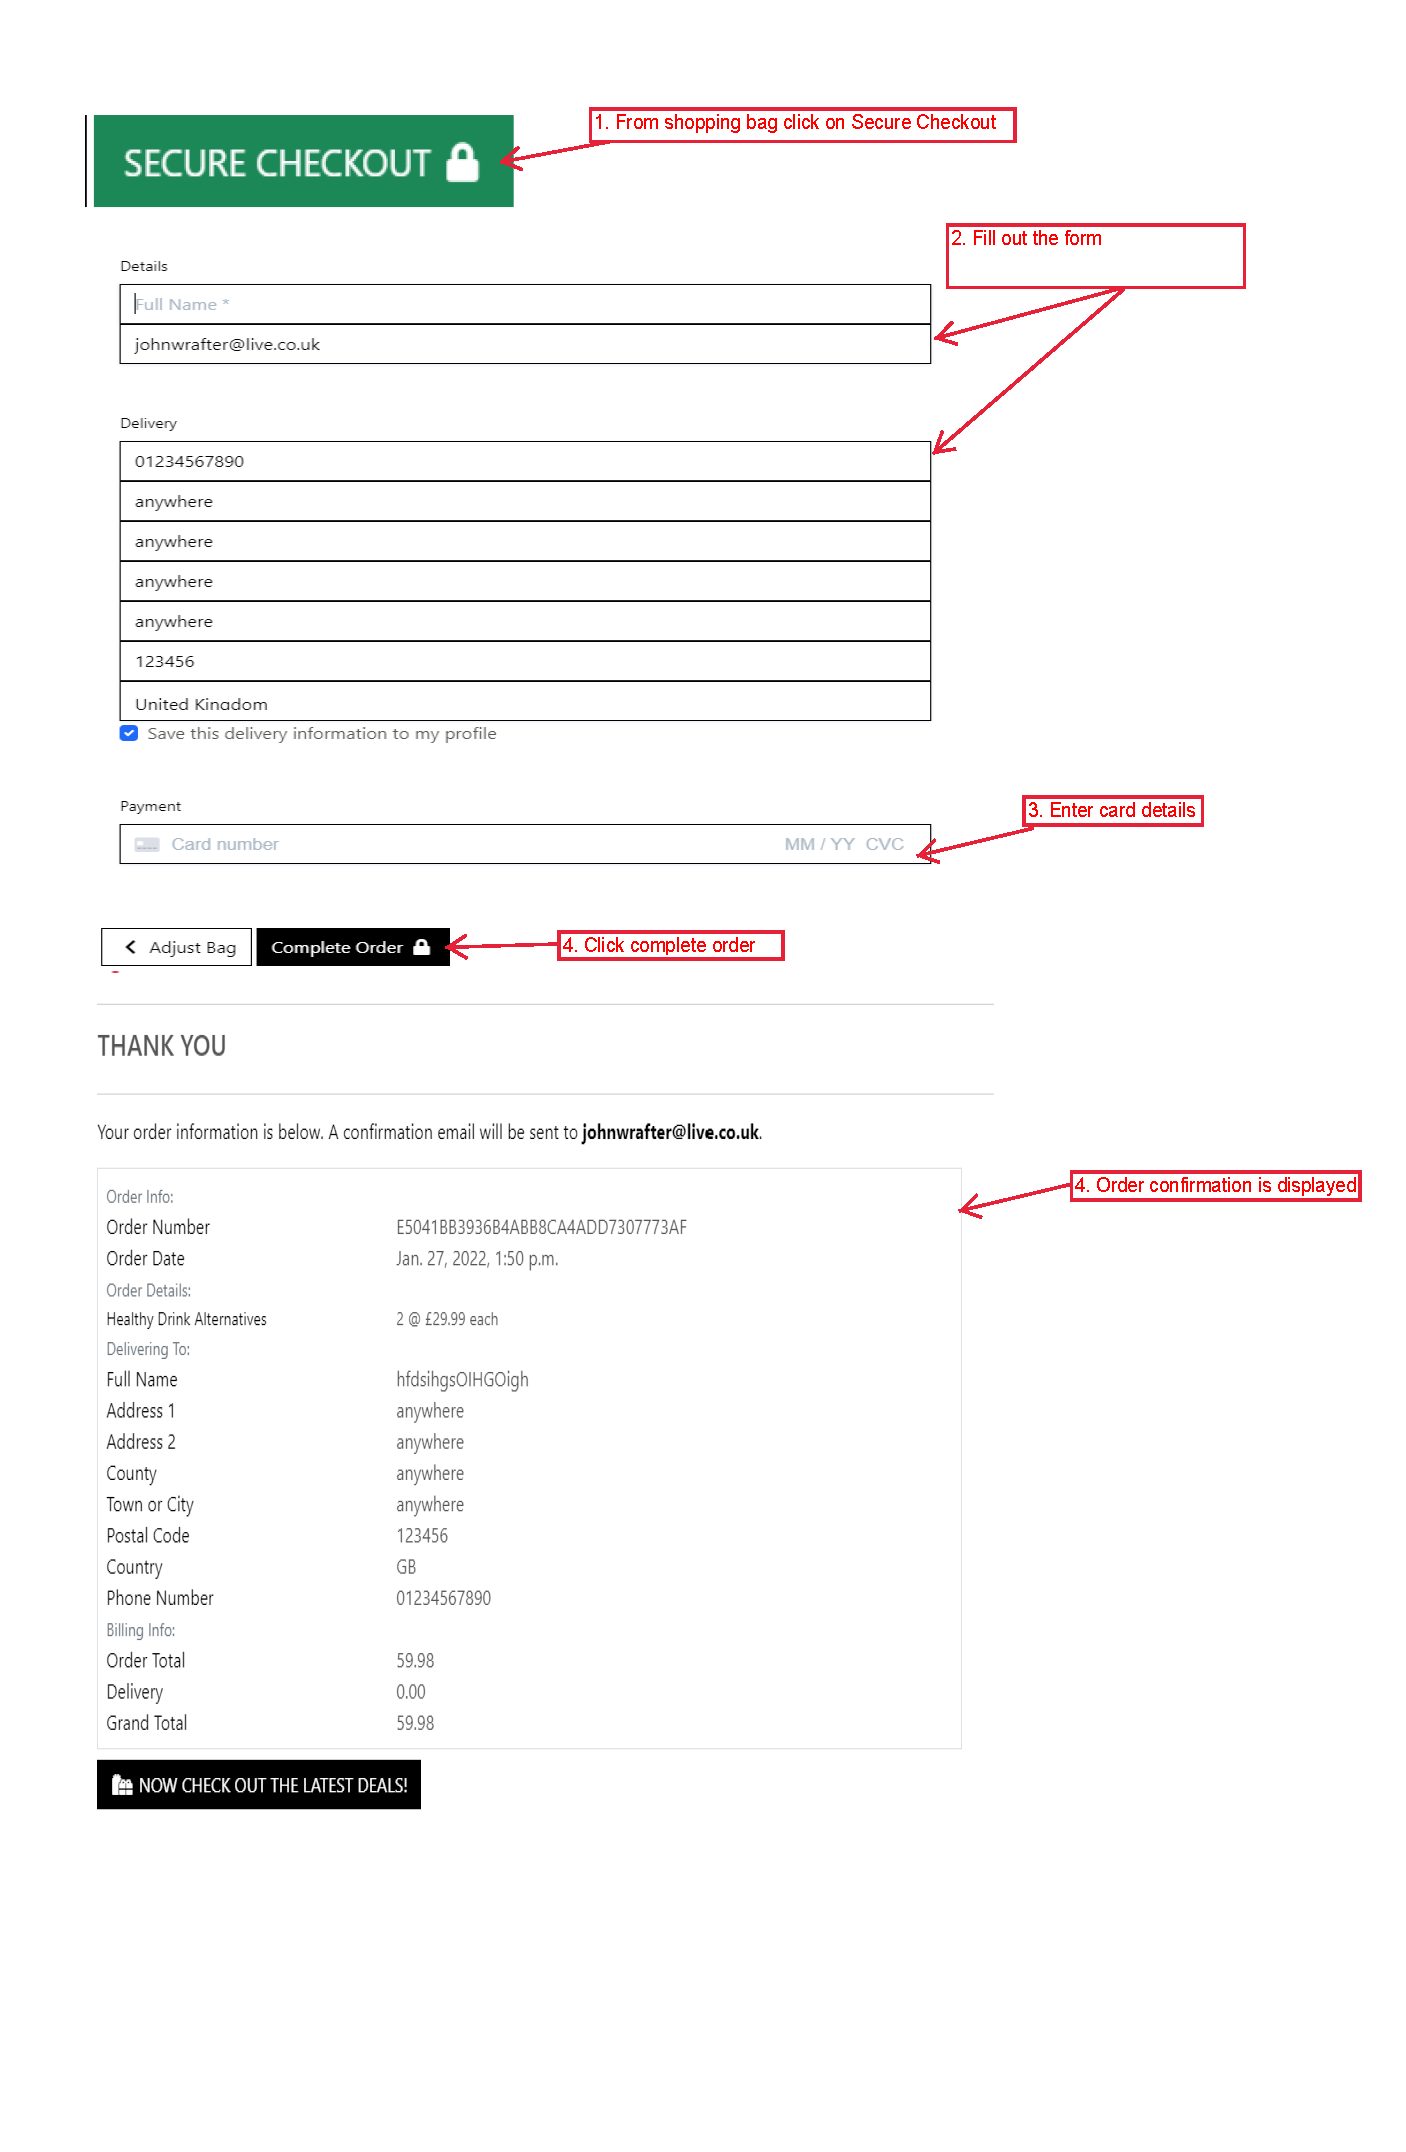 1. From shopping bag click on Secure Checkout
SECURE CHECKOUT
2. Fill out the form
Details
Full Name *
johnwrafter@live.co.uk
Delivery
01234567890
anywhere
anywhere
anywhere
anywhere
123456
United Kingdom
Save this delivery information to my profile
Payment
3. Enter card details
Card number MM / YY CVC
Adjust Bag Complete Order 4. Click complete order
THANK YOU
Your order information is below. A confirmation email will be sent to johnwrafter@live.co.uk.
4. Order confirmation is displayed
Order Info:
Order Number E5041BB3936B4ABB8CA4ADD7307773AF
Order Date Jan. 27, 2022, 1:50 p.m.
Order Details:
Healthy Drink Alternatives 2 @ £29.99 each
Delivering To:
Full Name hfdsihgsOIHGOigh
Address 1 anywhere
Address 2 anywhere
County anywhere
Town or City anywhere
Postal Code 123456
Country GB
Phone Number 01234567890
Billing Info:
Order Total 59.98
Delivery 0.00
Grand Total 59.98
NOW CHECK OUT THE LATEST DEALS!